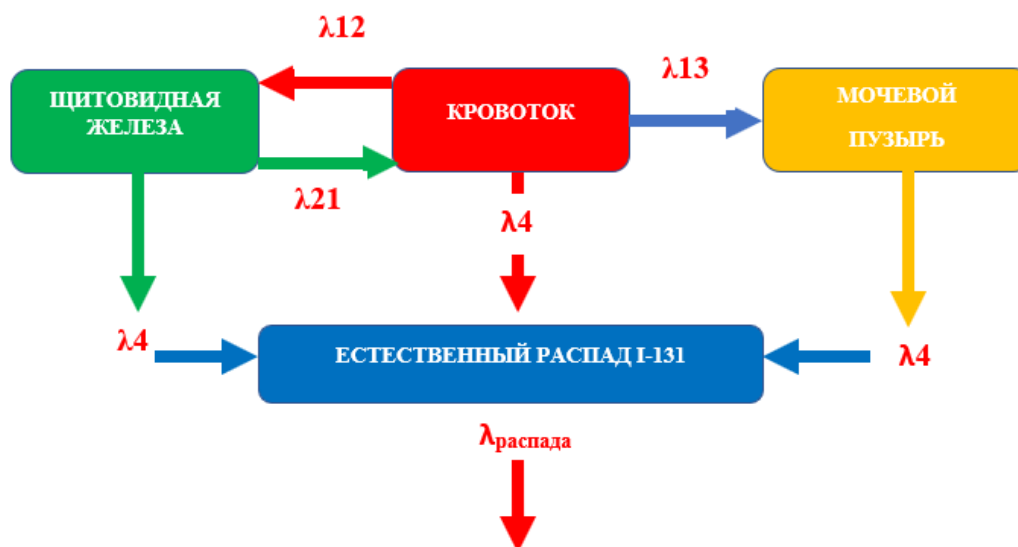 λ12
ЩИТОВИДНАЯ
ЖЕЛЕЗА
КРОВОТОК
λ13
МОЧЕВОЙ
ПУЗЫРЬ
λ21
λ4
λ4
λ4
ЕСТЕСТВЕННЫЙ РАСПАД I-131
λраспада